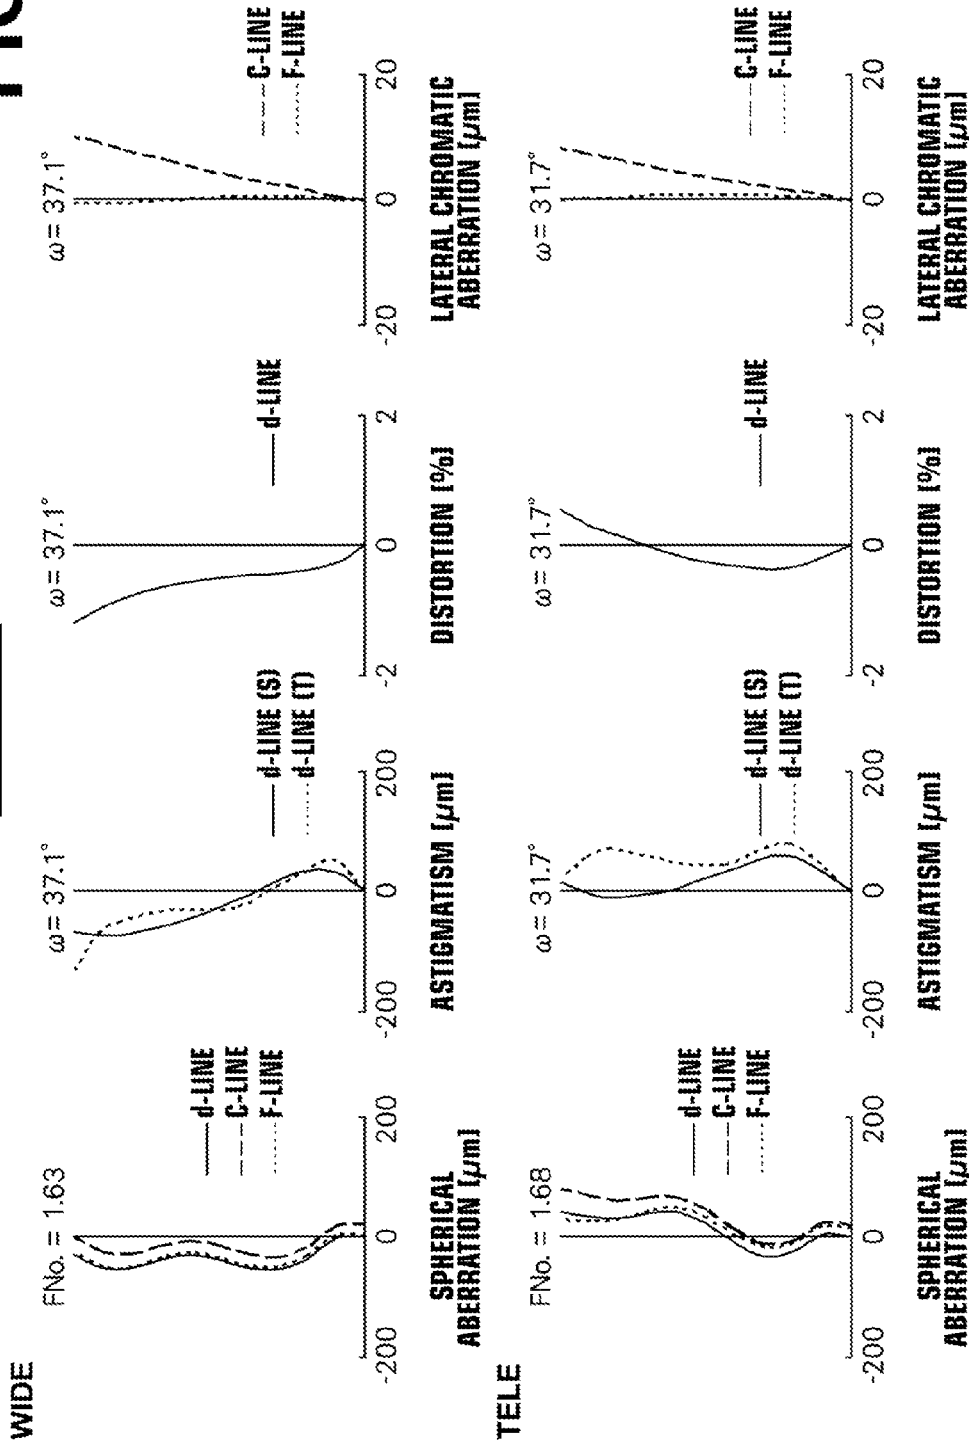 WIDE
FNo. = 1.63
d-LINE
C-LINE
F-LINE
-200 0 200
SPHERICAL
ABERRATION [μm]
ω = 37.1°
d-LINE (S)
d-LINE (T)
-200 0 200
ASTIGMATISM [μm]
ω = 37.1°
d-LINE
-2 0 2
DISTORTION [%]
ω = 37.1°
C-LINE
F-LINE
-20 0 20
LATERAL CHROMATIC
ABERRATION [μm]
TELE
FNo. = 1.68
d-LINE
C-LINE
F-LINE
-200 0 200
SPHERICAL
ABERRATION [μm]
ω = 31.7°
d-LINE (S)
d-LINE (T)
-200 0 200
ASTIGMATISM [μm]
ω = 31.7°
d-LINE
-2 0 2
DISTORTION [%]
ω = 31.7°
C-LINE
F-LINE
-20 0 20
LATERAL CHROMATIC
ABERRATION [μm]